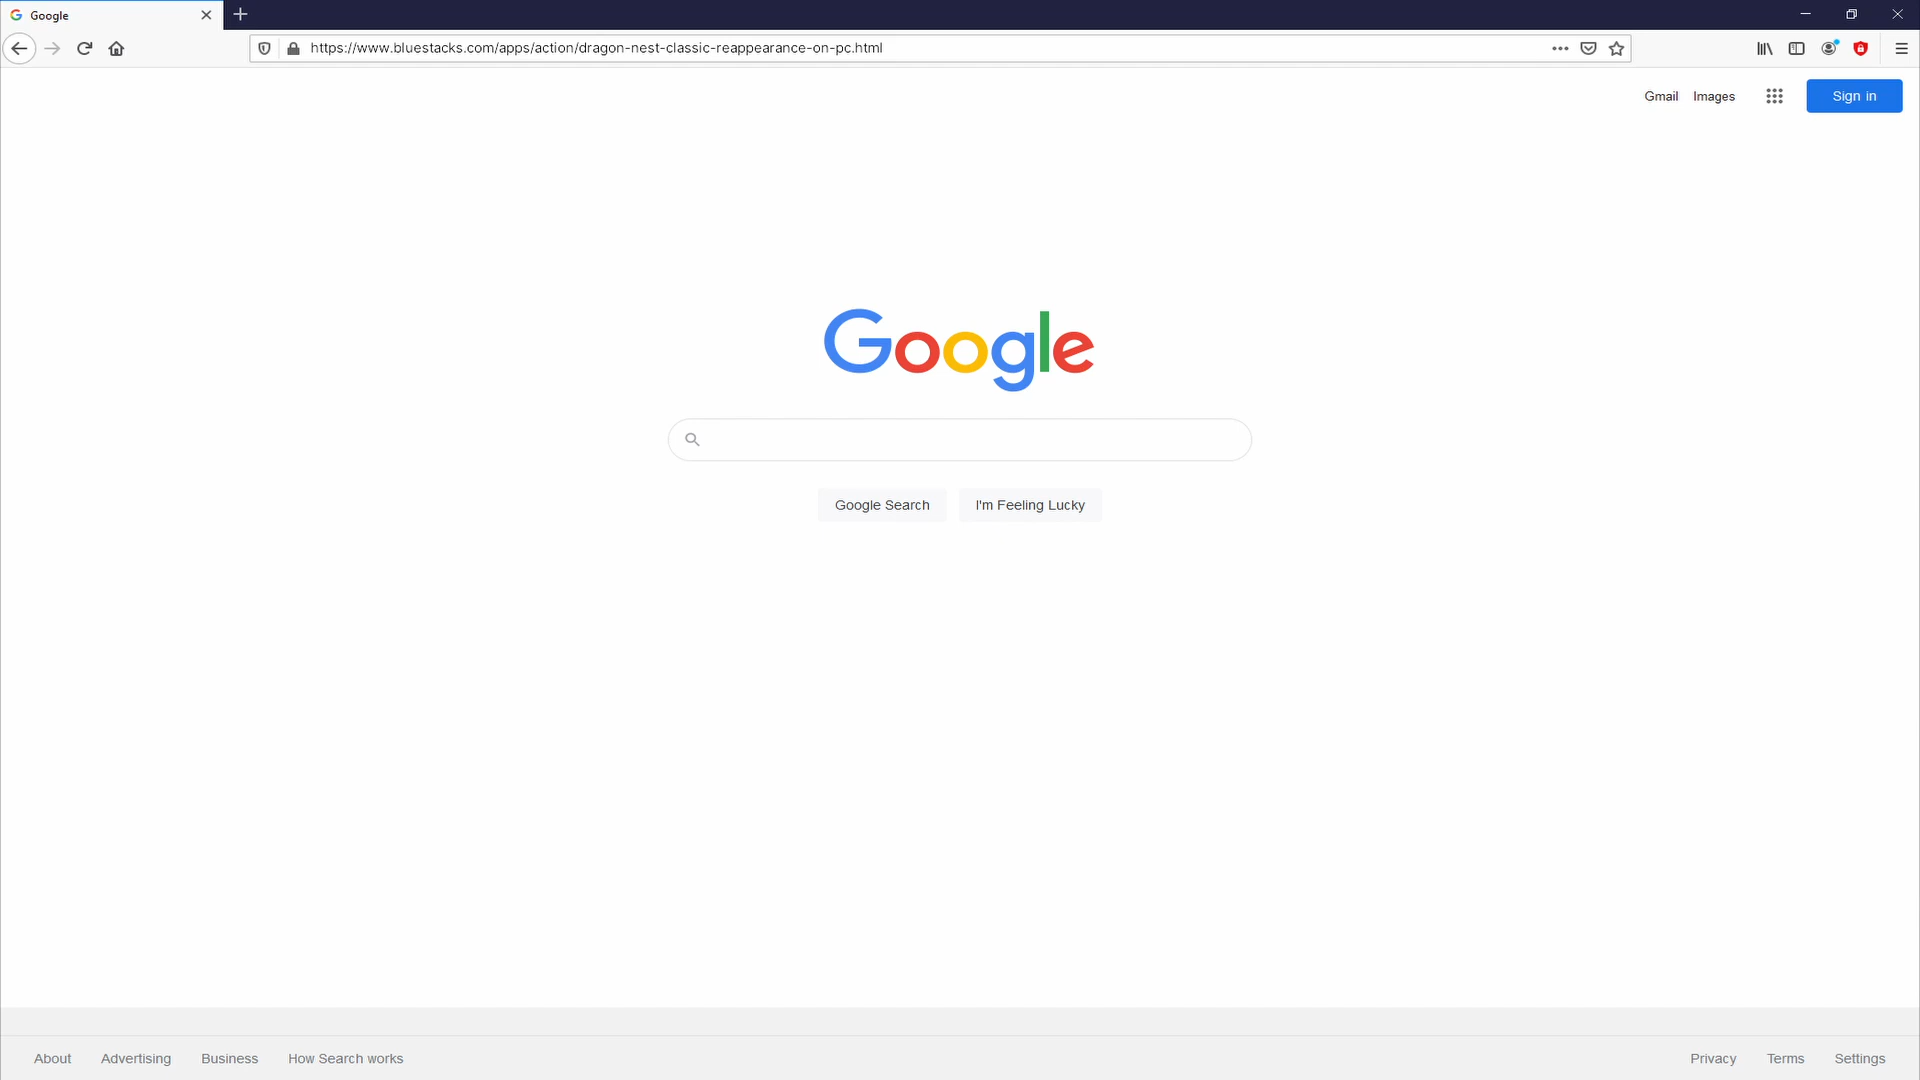 Google
https://www.bluestacks.com/apps/action/dragon-nest-classic-reappearance-on-pc.html
Gmail Images Sign in
Google
Google Search I'm Feeling Lucky
About Advertising Business How Search works Privacy Terms Settings